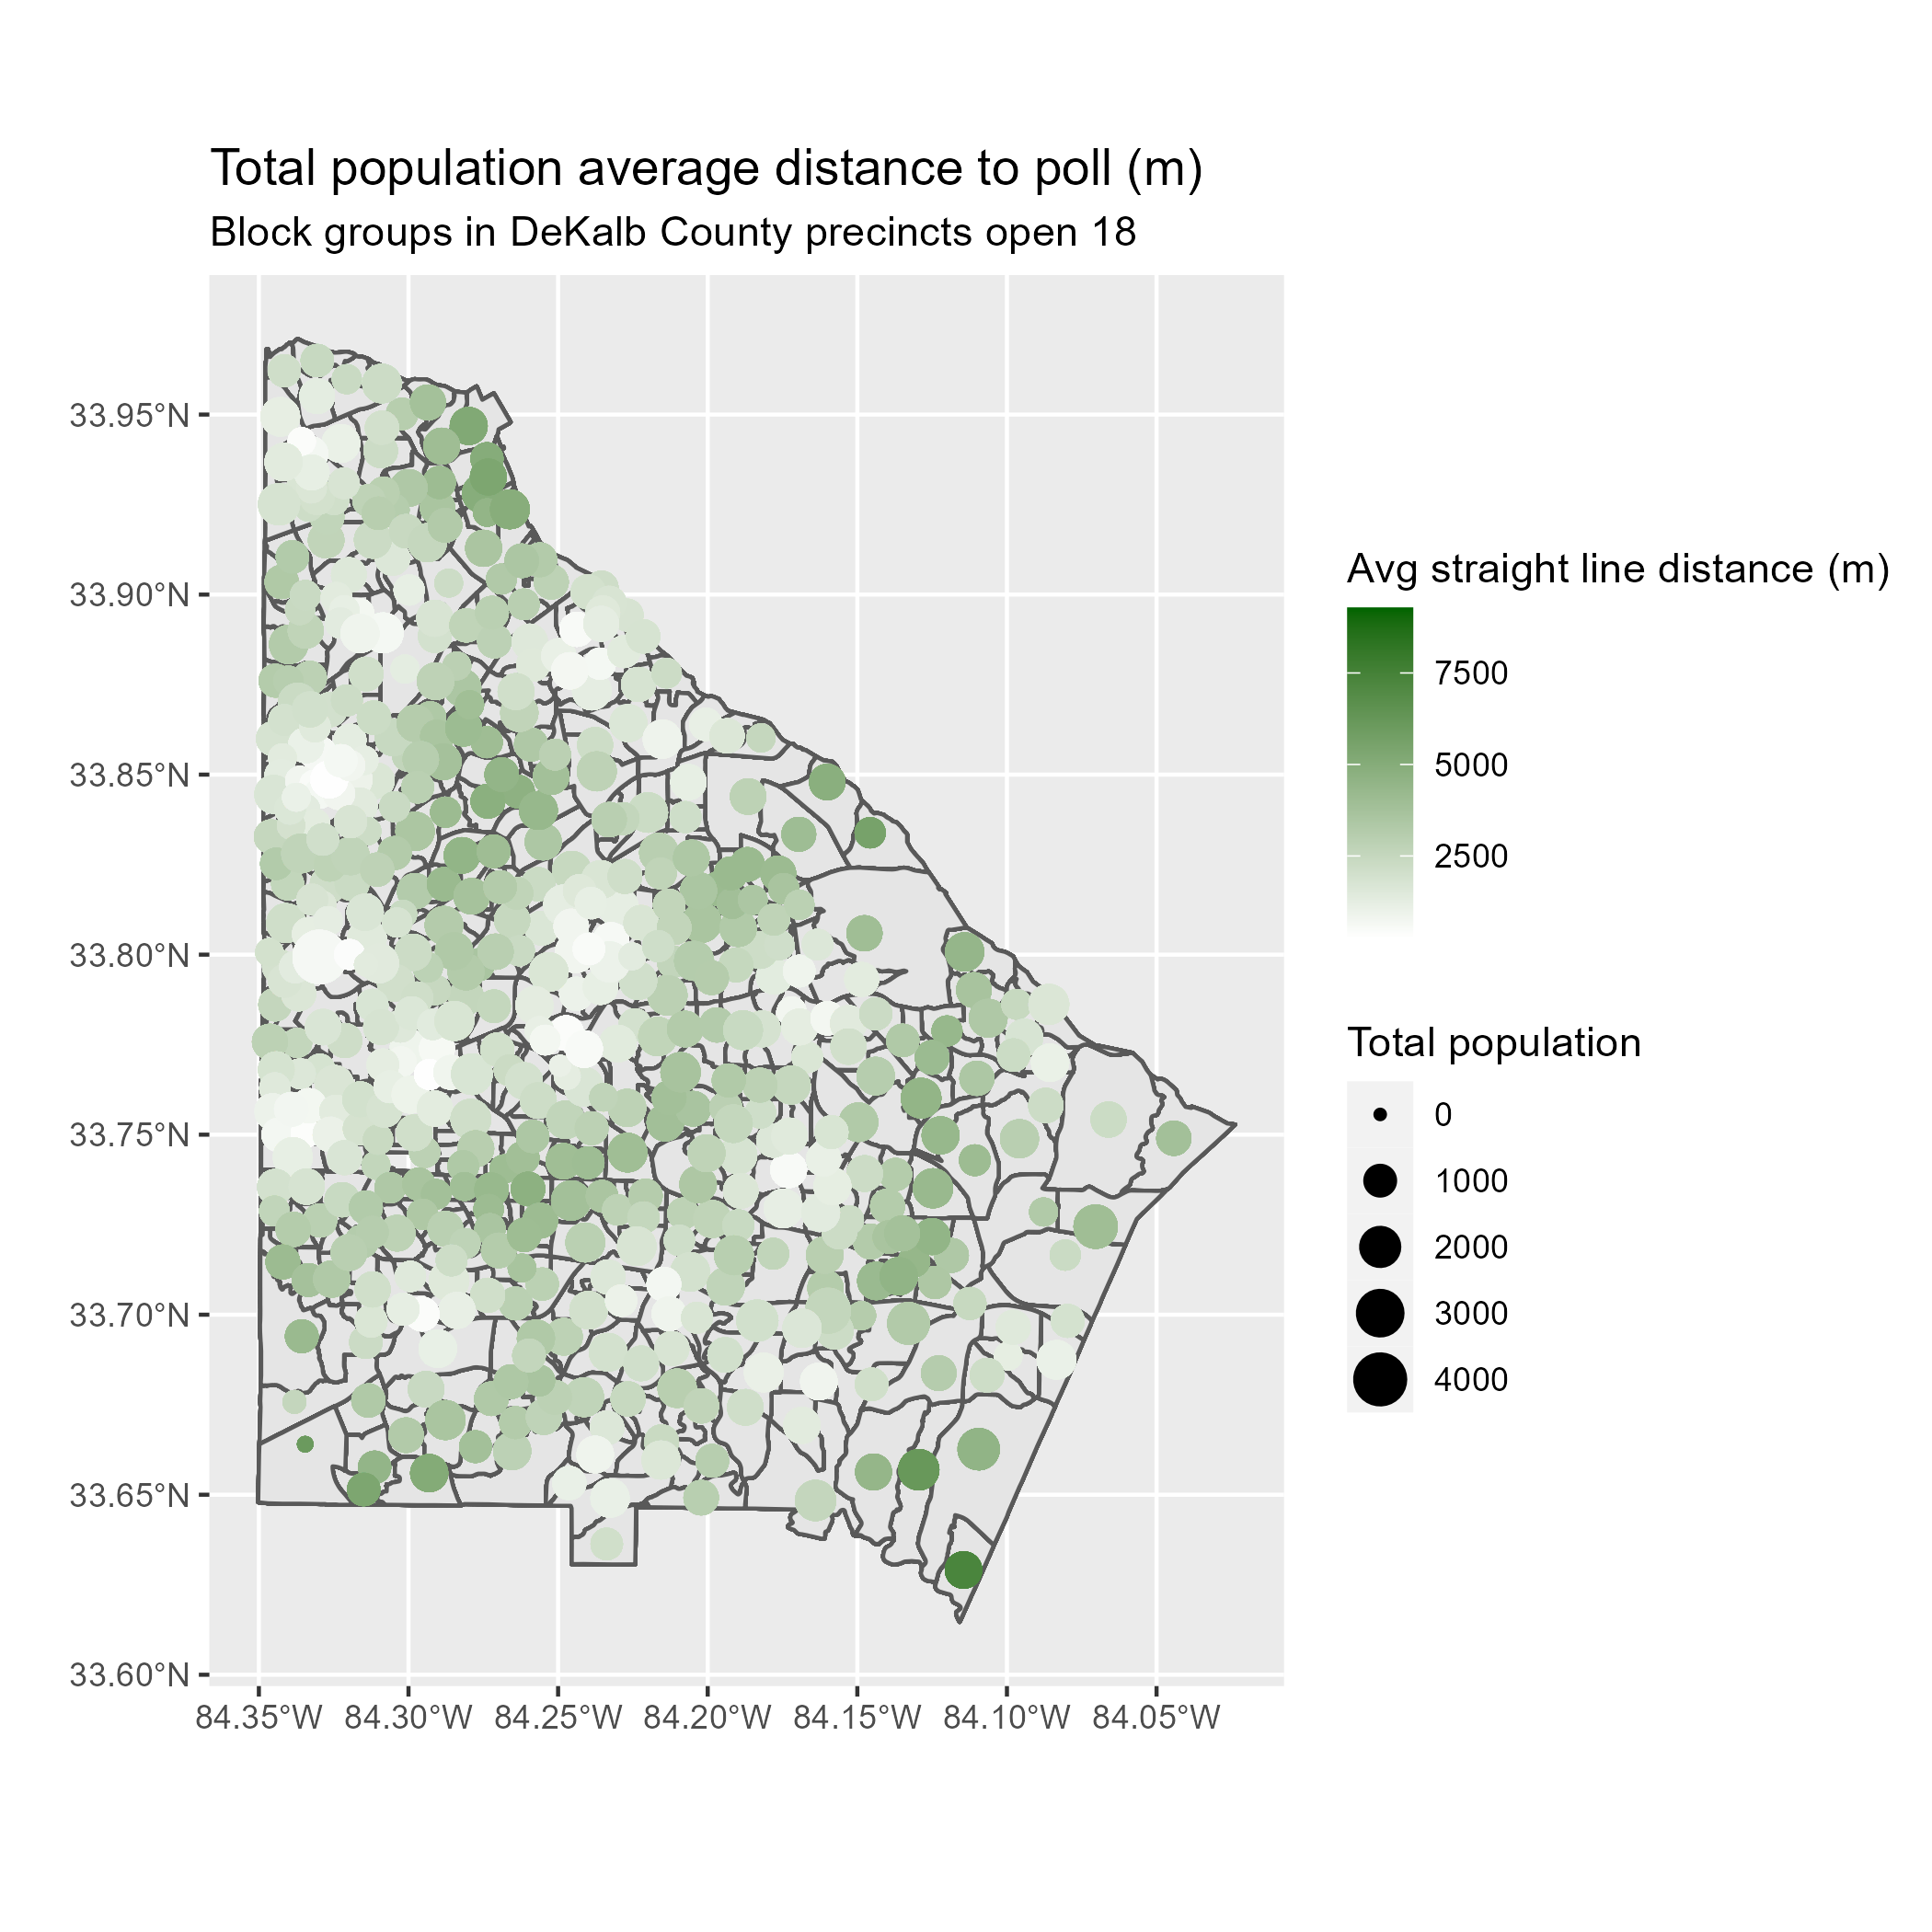 Total population average distance to poll (m)
Block groups in DeKalb County precincts open 18
33.95°N
33.90°N
33.85°N
33.80°N
33.75°N
33.70°N
33.65°N
33.60°N
84.35°W 84.30°W 84.25°W 84.20°W 84.15°W 84.10°W 84.05°W
Avg straight line distance (m)
7500
5000
2500
Total population
0
1000
2000
3000
4000